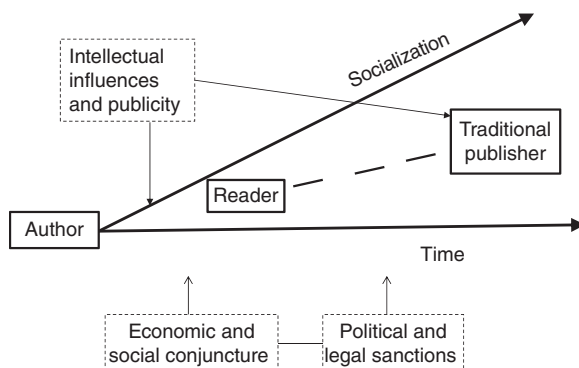 Intellectual
influences
and publicity
Socialization
Traditional
publisher
Reader
Author
Time
Economic and
social conjuncture
Political and
legal sanctions